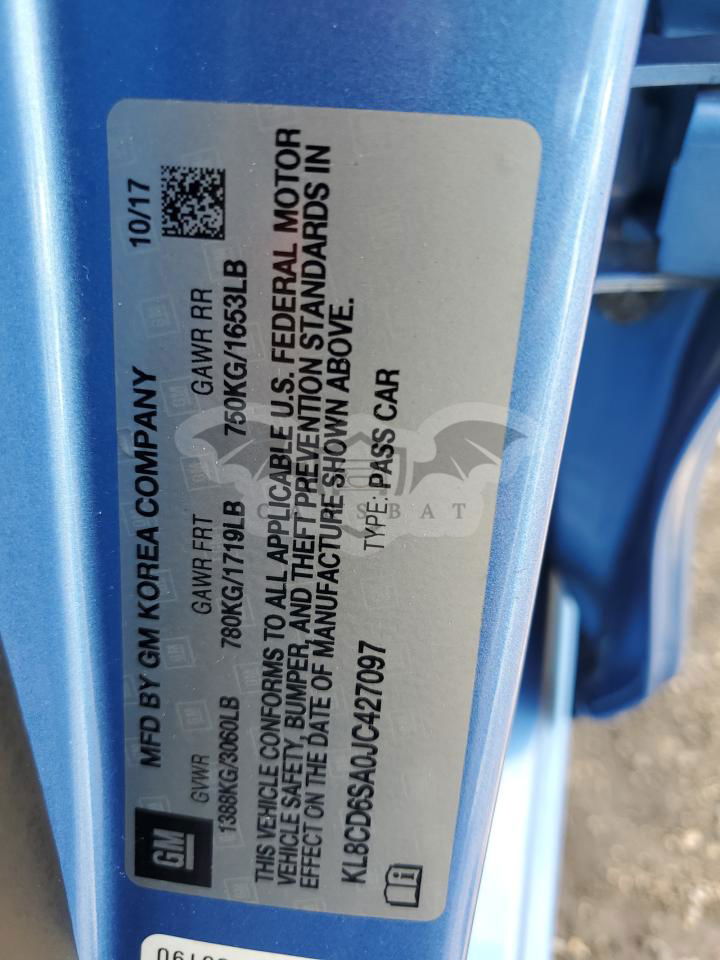 MFD BY GM KOREA COMPANY 10/17
GM
GVWR GAWR FRT GAWR RR
1388KG/3060LB 780KG/1719LB 750KG/1653LB
THIS VEHICLE CONFORMS TO ALL APPLICABLE U.S. FEDERAL MOTOR
VEHICLE SAFETY, BUMPER, AND THEFT PREVENTION STANDARDS IN
EFFECT ON THE DATE OF MANUFACTURE SHOWN ABOVE.
KL8CD6SA0JC427097 TYPE: PASS CAR
CARSBAT